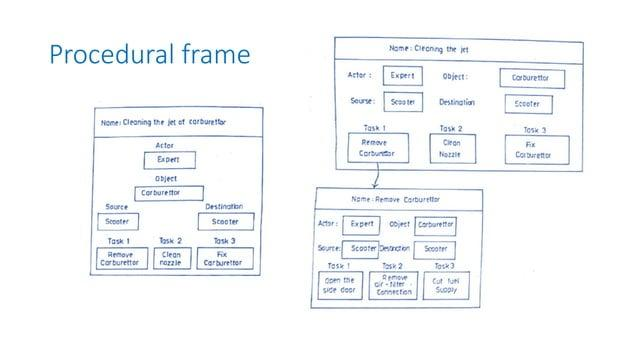 Procedural frame
Name: Cleaning the jet of carburettor
Actor
Expert
Object
Carburettor
Source Destination
Scooter Scooter
Task 1 Task 2 Task 3
Remove Carburettor
Clean nozzle
Fix Carburettor
Name: Cleaning the jet
Actor: Expert Object: Carburettor
Sourse: Scooter Destination Scooter
Task 1 Task 2 Task 3
Remove Carburettor
Clean Nozzle
Fix Carburettor
Name: Remove Carburettor
Actor: Expert Object Carburettor
Source: Scooter Destination Scooter
Task 1 Task 2 Task 3
Open the side door
Remove air-filter Connection
Cut fuel Supply